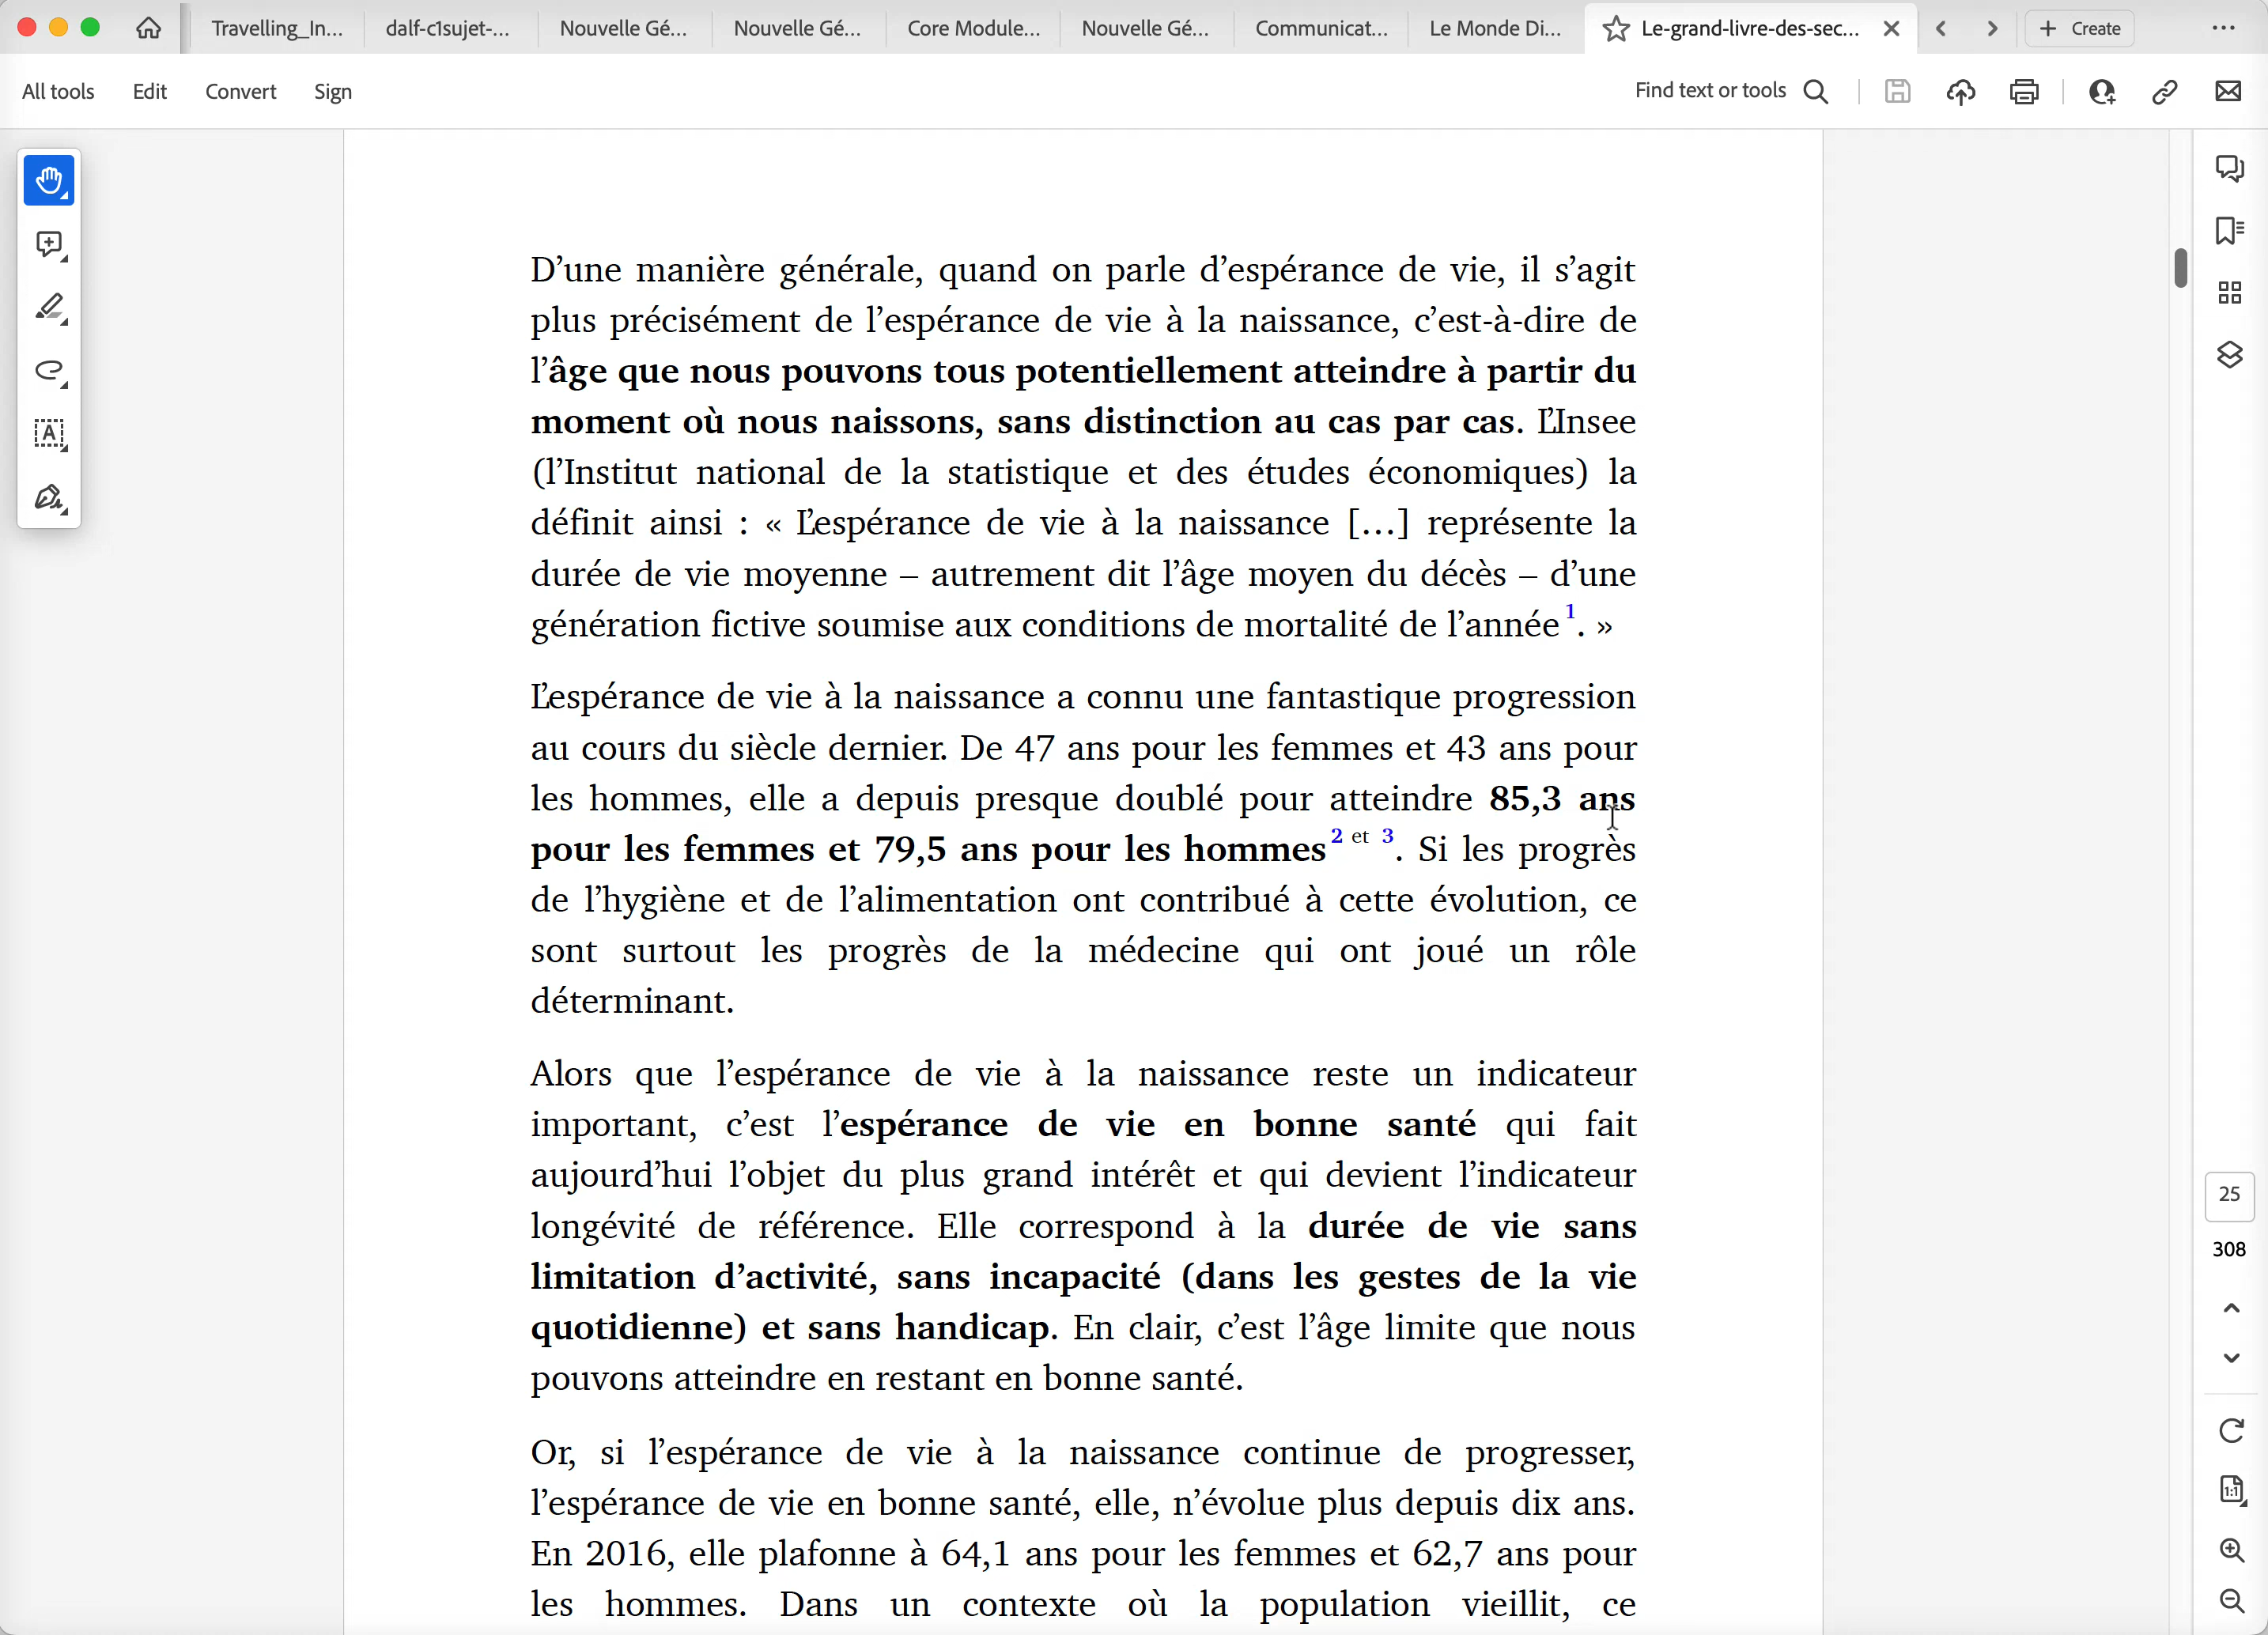 Travelling_In...
dalf-c1sujet-...
Nouvelle Gé...
Nouvelle Gé...
Core Module...
Nouvelle Gé...
Communicat...
Le Monde Di...
Le-grand-livre-des-sec...
Create
All tools
Edit
Convert
Sign
Find text or tools
D’une manière générale, quand on parle d’espérance de vie, il s’agit
plus précisément de l’espérance de vie à la naissance, c’est-à-dire de
l’âge que nous pouvons tous potentiellement atteindre à partir du
moment où nous naissons, sans distinction au cas par cas. L’Insee
(l’Institut national de la statistique et des études économiques) la
définit ainsi : « L’espérance de vie à la naissance […] représente la
durée de vie moyenne – autrement dit l’âge moyen du décès – d’une
génération fictive soumise aux conditions de mortalité de l’année 1. »
L’espérance de vie à la naissance a connu une fantastique progression
au cours du siècle dernier. De 47 ans pour les femmes et 43 ans pour
les hommes, elle a depuis presque doublé pour atteindre 85,3 ans
pour les femmes et 79,5 ans pour les hommes 2 et 3. Si les progrès
de l’hygiène et de l’alimentation ont contribué à cette évolution, ce
sont surtout les progrès de la médecine qui ont joué un rôle
déterminant.
Alors que l’espérance de vie à la naissance reste un indicateur
important, c’est l’espérance de vie en bonne santé qui fait
aujourd’hui l’objet du plus grand intérêt et qui devient l’indicateur
longévité de référence. Elle correspond à la durée de vie sans
limitation d’activité, sans incapacité (dans les gestes de la vie
quotidienne) et sans handicap. En clair, c’est l’âge limite que nous
pouvons atteindre en restant en bonne santé.
Or, si l’espérance de vie à la naissance continue de progresser,
l’espérance de vie en bonne santé, elle, n’évolue plus depuis dix ans.
En 2016, elle plafonne à 64,1 ans pour les femmes et 62,7 ans pour
les hommes. Dans un contexte où la population vieillit, ce
25
308
1:1